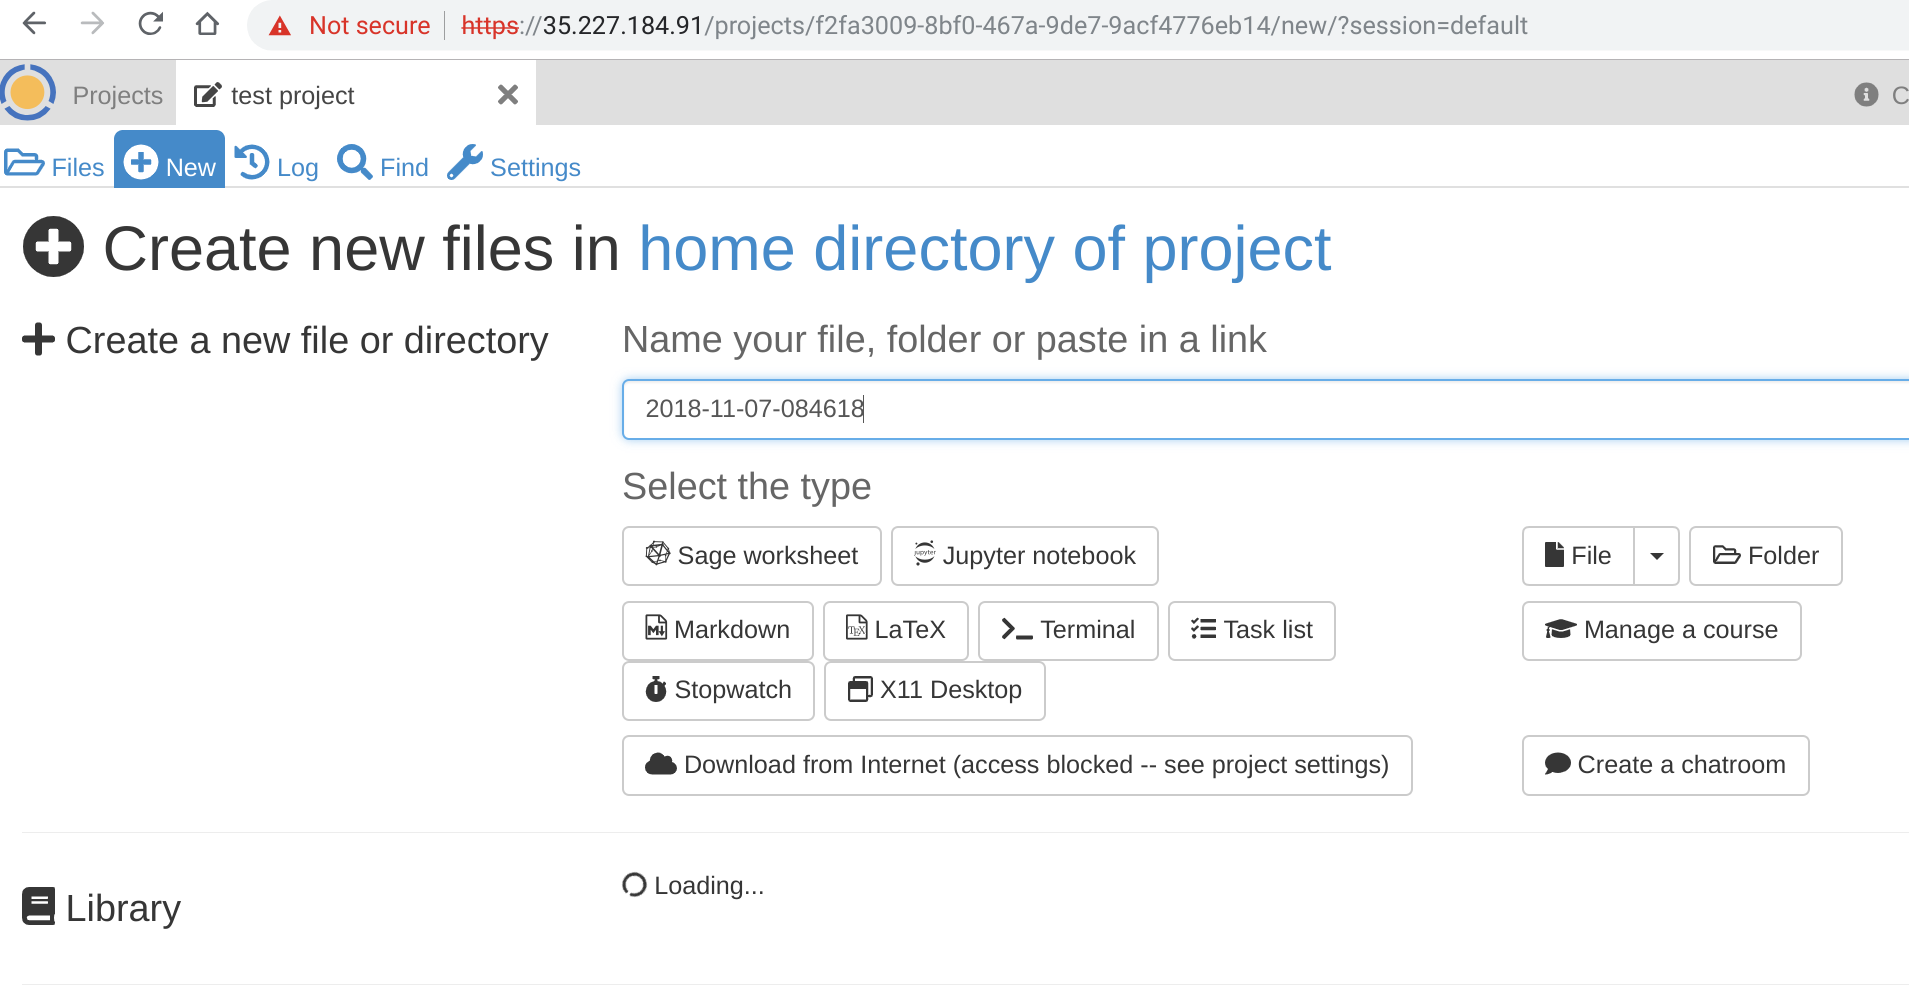 Not secure https://35.227.184.91/projects/f2fa3009-8bf0-467a-9de7-9acf4776eb14/new/?session=default
Projects test project C
Files New Log Find Settings
Create new files in home directory of project
Create a new file or directory
Name your file, folder or paste in a link
2018-11-07-084618
Select the type
Sage worksheet Jupyter notebook File Folder
Markdown LaTeX Terminal Task list Manage a course
Stopwatch X11 Desktop
Download from Internet (access blocked -- see project settings) Create a chatroom
Library Loading...